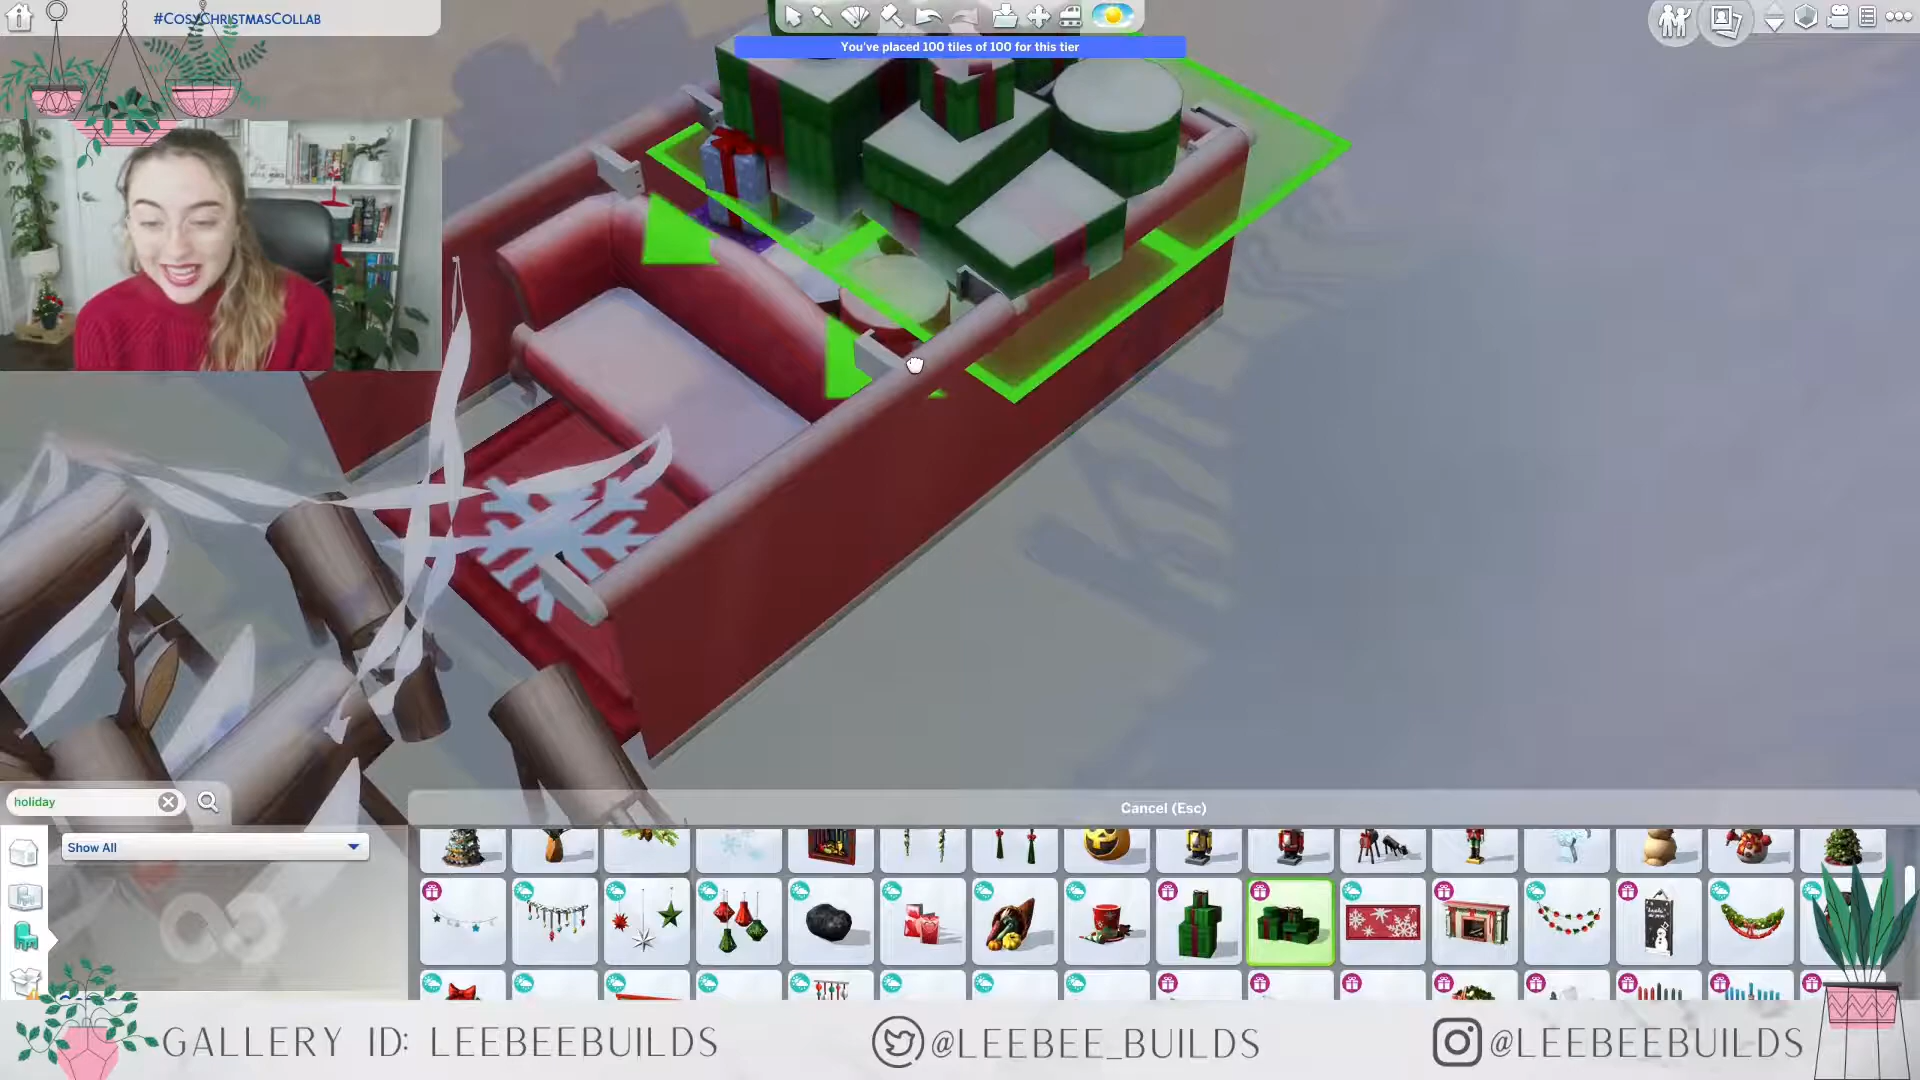 #COSYCHRISTMASCOLLAB
You've placed 100 tiles of 100 for this tier
holiday
Cancel (Esc)
Show All
GALLERY ID: LEEBEEBUILDS
@LEEBEE_BUILDS
@LEEBEEBUILDS